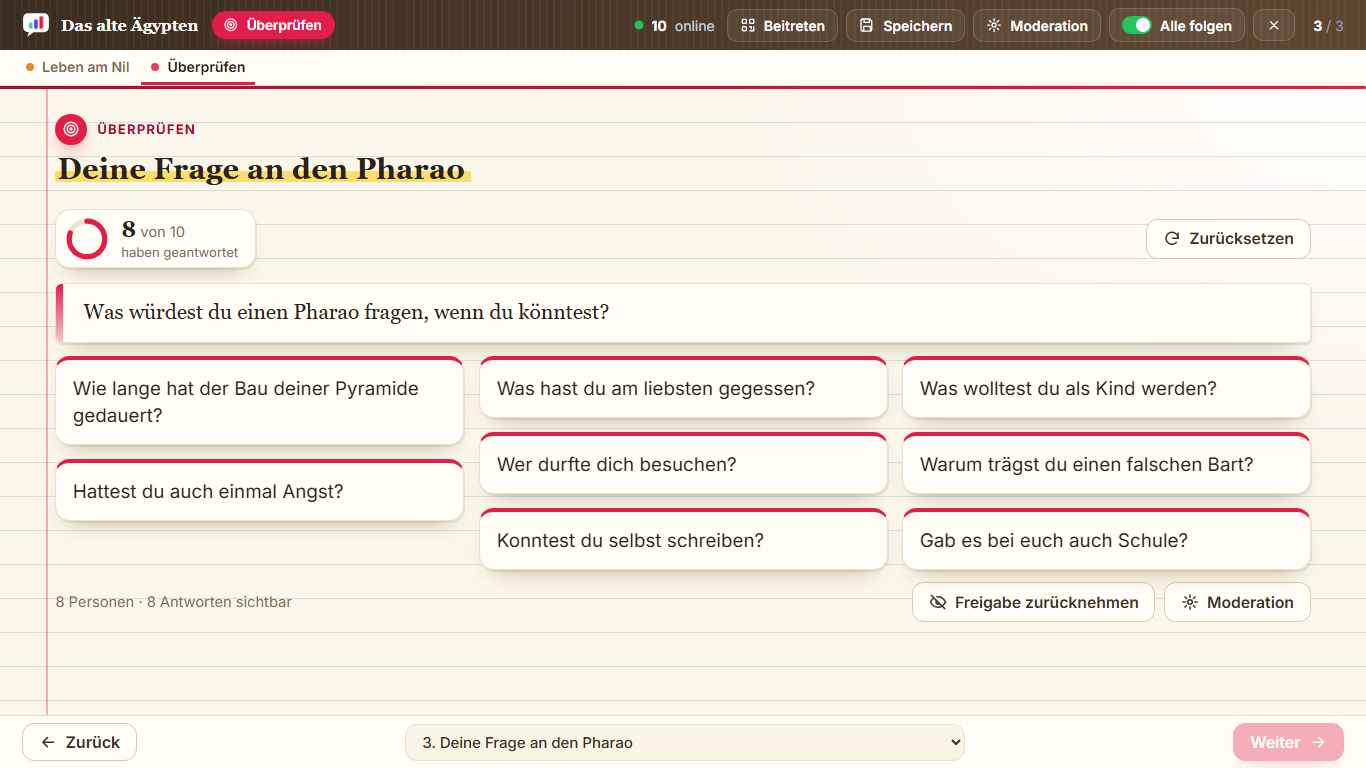 Das alte Ägypten
Überprüfen
10 online
Beitreten
Speichern
Moderation
Alle folgen
3 / 3
Leben am Nil
Überprüfen
ÜBERPRÜFEN
Deine Frage an den Pharao
8 von 10
haben geantwortet
Zurücksetzen
Was würdest du einen Pharao fragen, wenn du könntest?
Wie lange hat der Bau deiner Pyramide
gedauert?
Hattest du auch einmal Angst?
Was hast du am liebsten gegessen?
Wer durfte dich besuchen?
Konntest du selbst schreiben?
Was wolltest du als Kind werden?
Warum trägst du einen falschen Bart?
Gab es bei euch auch Schule?
8 Personen · 8 Antworten sichtbar
Freigabe zurücknehmen
Moderation
Zurück
3. Deine Frage an den Pharao
Weiter